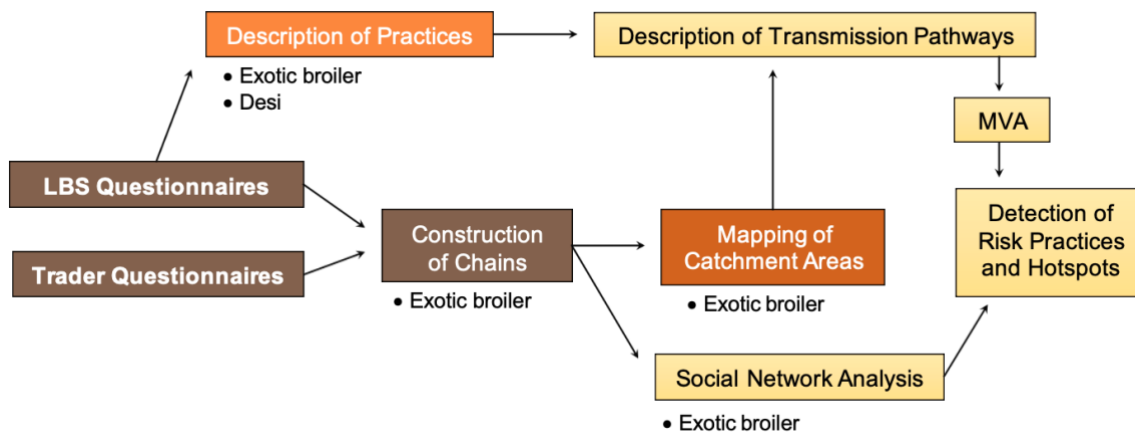 Description of Practices
• Exotic broiler
• Desi
Description of Transmission Pathways
MVA
LBS Questionnaires
Trader Questionnaires
Construction
of Chains
• Exotic broiler
Mapping of
Catchment Areas
• Exotic broiler
Detection of
Risk Practices
and Hotspots
Social Network Analysis
• Exotic broiler